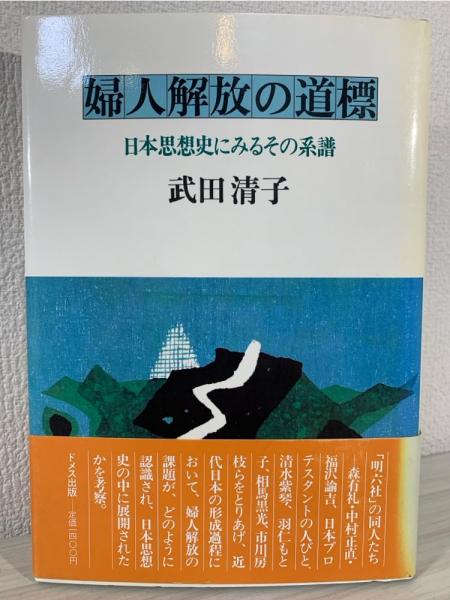 婦人解放の道標
日本思想史にみるその系譜
武田清子
「明六社」の同人たち
―森有礼・中村正直・
福沢諭吉、日本プロ
テスタントの人びと、
清水紫琴、羽仁もと
子、相馬黒光、市川房
枝らをとりあげ、近
代日本の形成過程に
おいて、婦人解放の
課題が、どのように
認識され、日本思想
史の中に展開された
かを考察。
ドメス出版―定価一四〇〇円